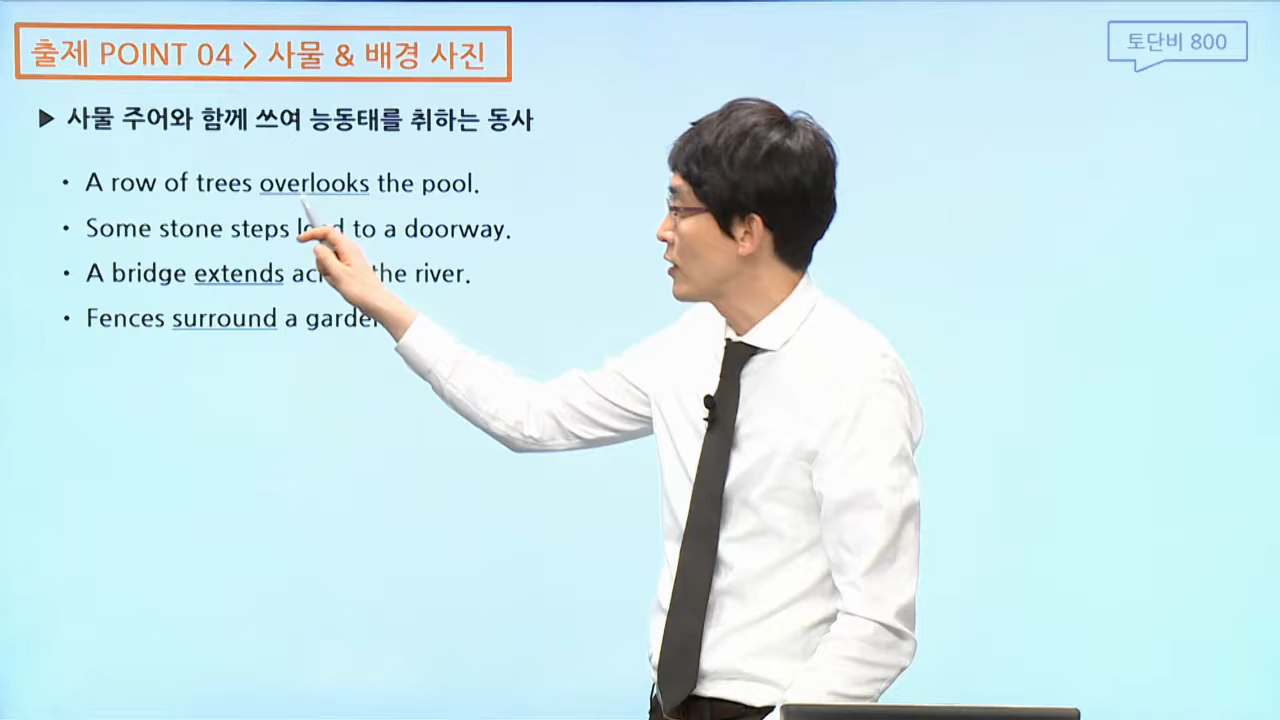 출제 POINT 04 > 사물 & 배경 사진
토단비 800
▶ 사물 주어와 함께 쓰여 능동태를 취하는 동사
• A row of trees overlooks the pool.
• Some stone steps to a doorway.
• A bridge extends the river.
• Fences surround a